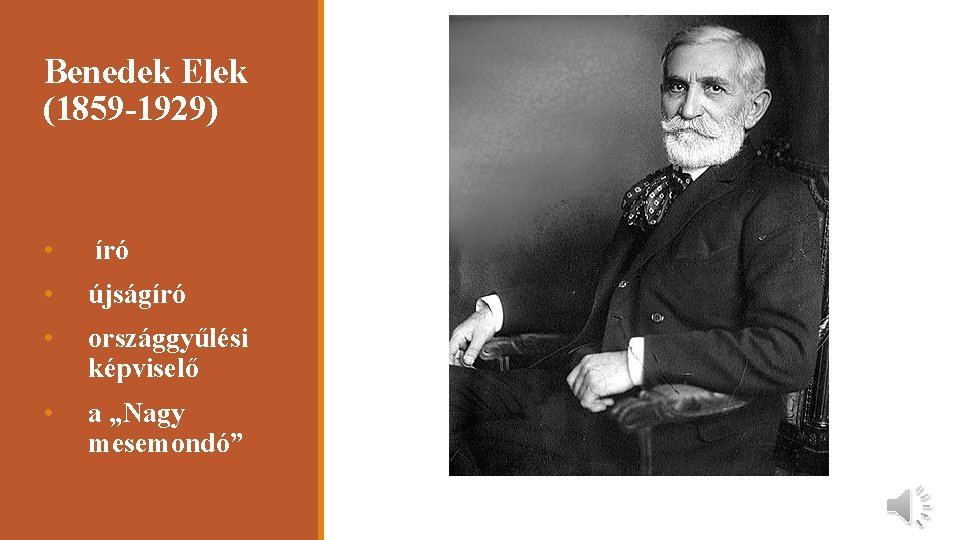 Benedek Elek
(1859 -1929)
• író
• újságíró
• országgyűlési
képviselő
• a „Nagy
mesemondó”